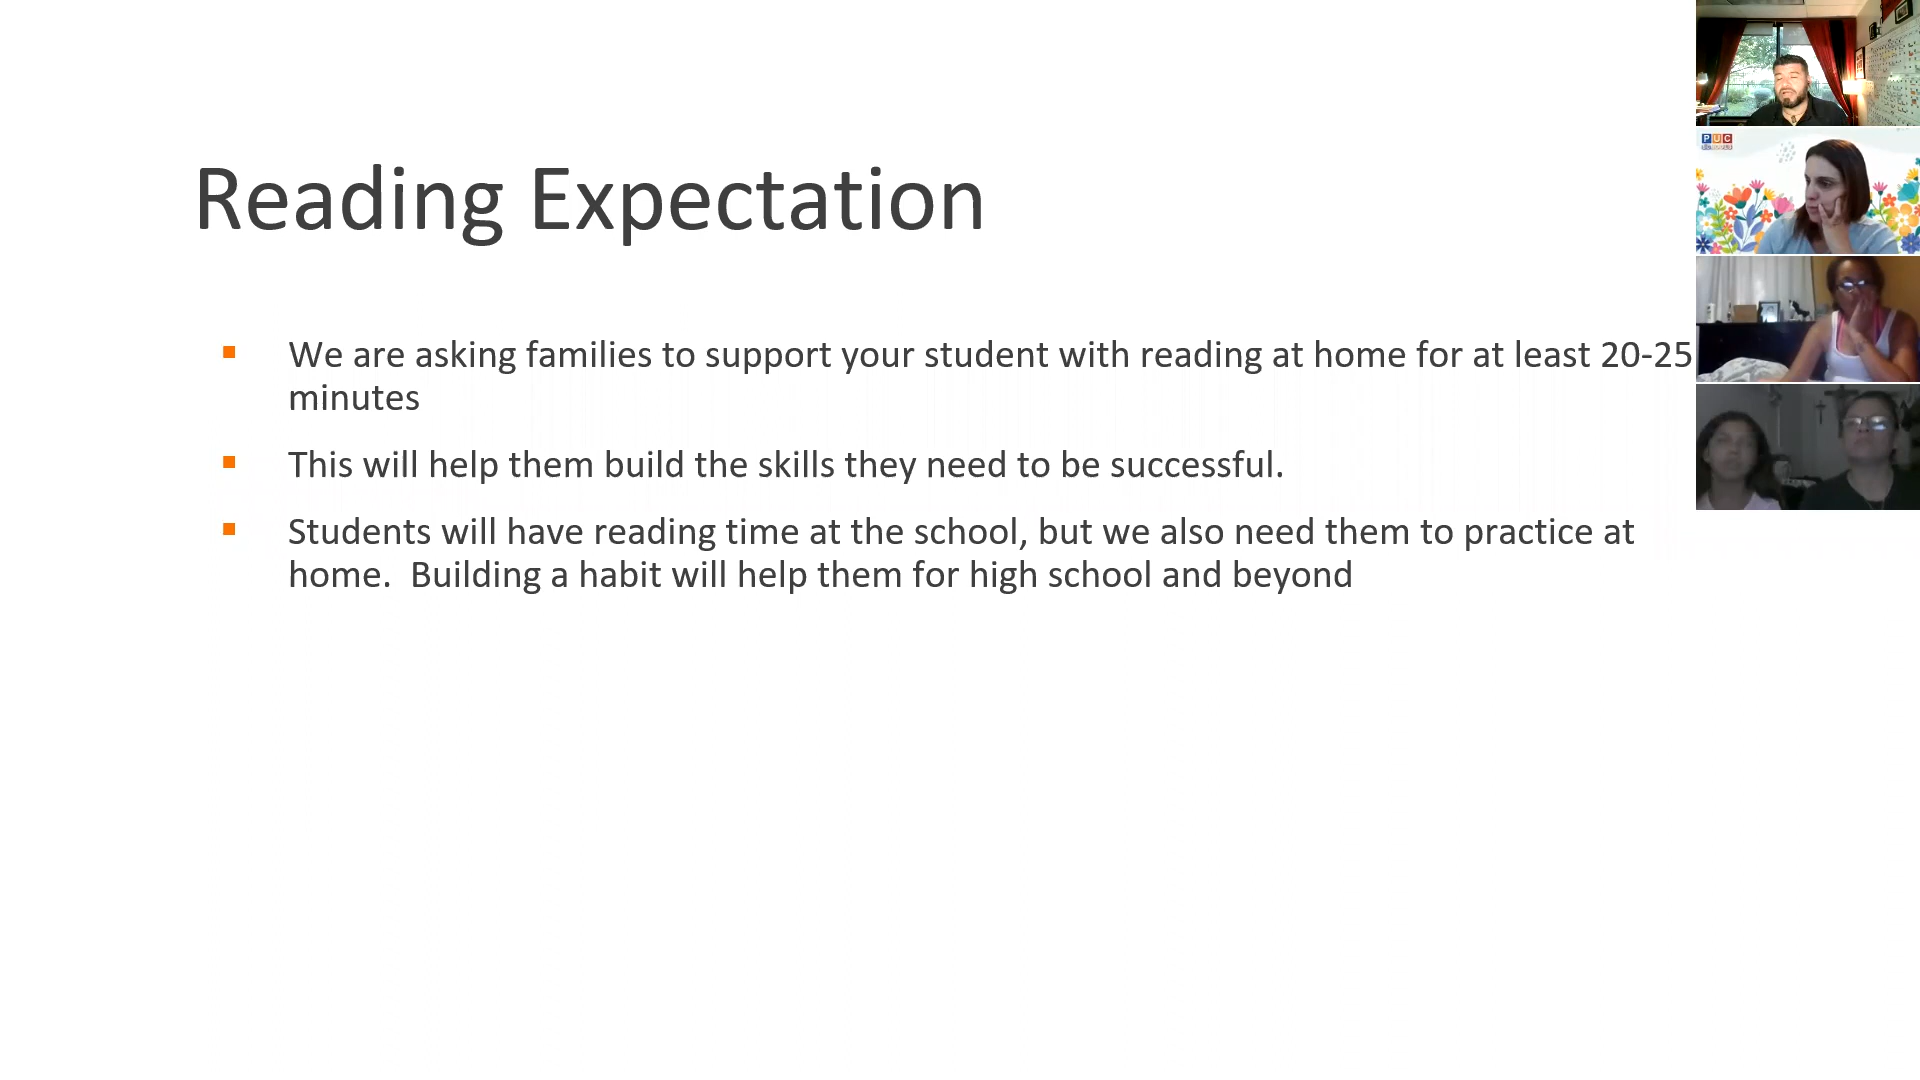 Reading Expectation
We are asking families to support your student with reading at home for at least 20-25
minutes
This will help them build the skills they need to be successful.
Students will have reading time at the school, but we also need them to practice at
home.  Building a habit will help them for high school and beyond
PUC
SCHOOLS